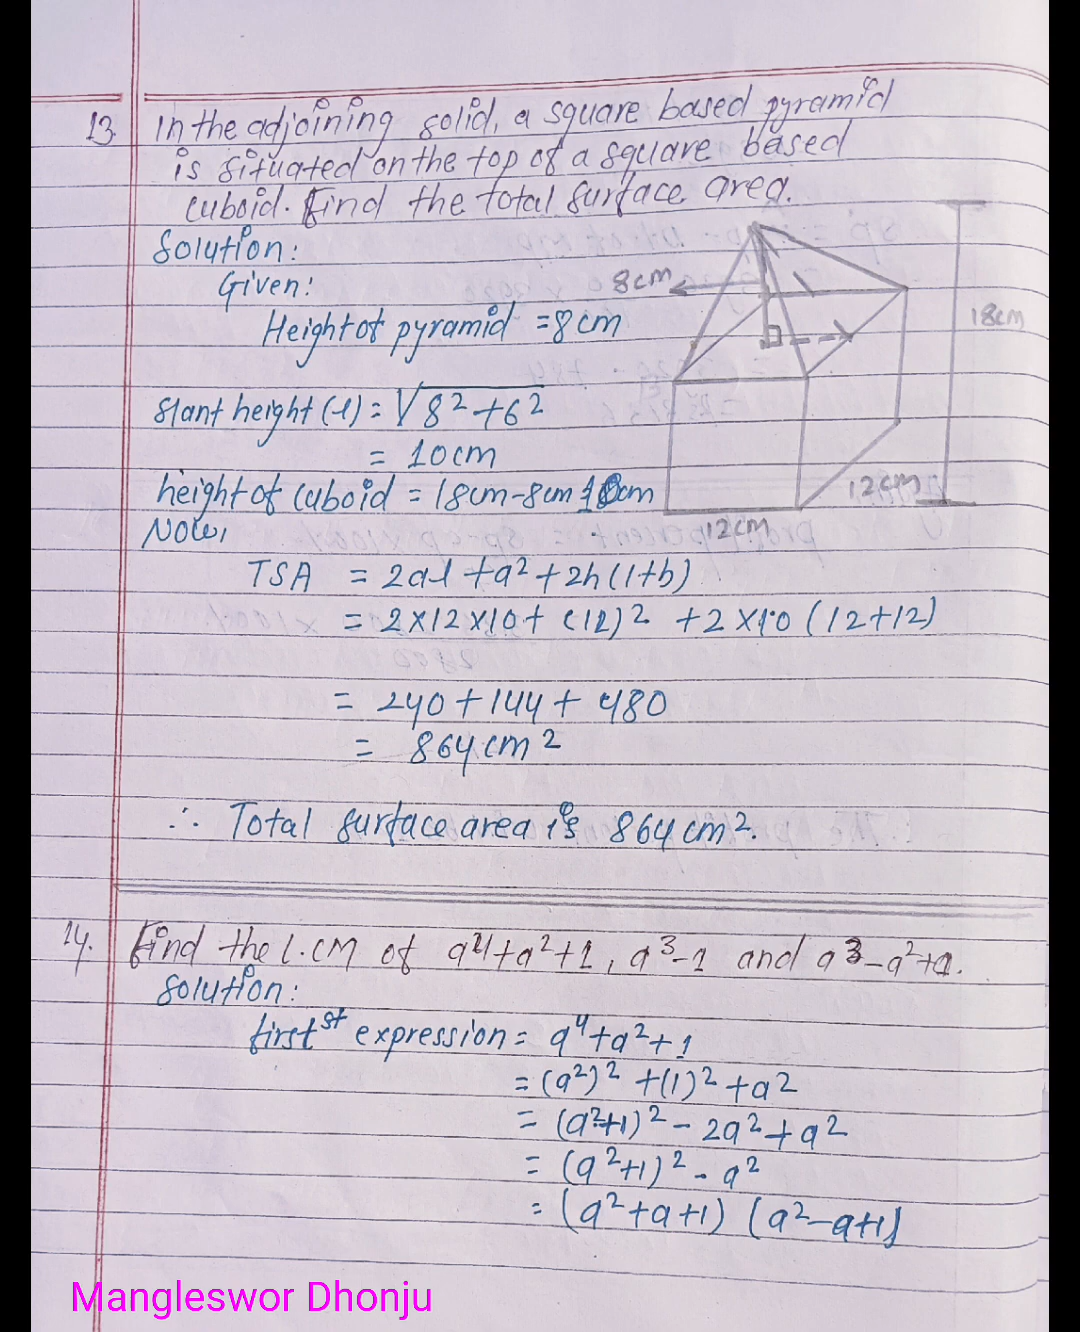 13. In the adjoining solid, a square based pyramid
is situated on the top of a square based
cuboid. Find the total surface area.
Solution:
Given:
Height of pyramid = 8cm
8cm
18cm
12cm
12cm
slant height (l) = √8² + 6²
= 10cm
height of cuboid = 18cm - 8cm 10cm
Now,
TSA = 2al + a² + 2h (l+b)
= 2×12×10 + (12)² + 2×10 (12+12)
= 240 + 144 + 480
= 864 cm²
∴ Total surface area is 864 cm².
14. Find the L.CM of a⁴+a²+1, a³-1 and a³-a²+a.
Solution:
first st expression = a⁴+a²+1
= (a²)² + (1)² + a²
= (a²+1)² - 2a² + a²
= (a²+1)² - a²
= (a²+a+1) (a²-a+1)
Mangleswor Dhonju